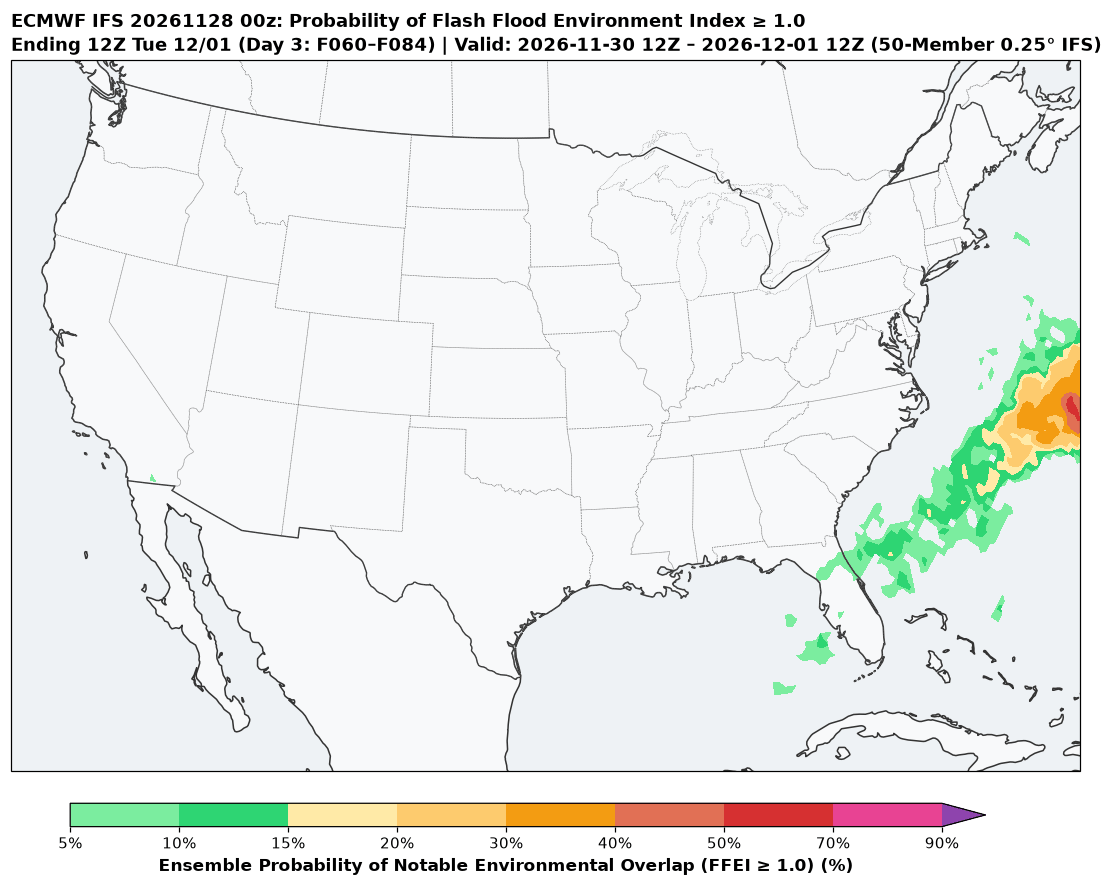 ECMWF IFS 20261128 00z: Probability of Flash Flood Environment Index ≥ 1.0
Ending 12Z Tue 12/01 (Day 3: F060–F084) | Valid: 2026-11-30 12Z – 2026-12-01 12Z (50-Member 0.25° IFS)
5% 10% 15% 20% 30% 40% 50% 70% 90%
Ensemble Probability of Notable Environmental Overlap (FFEI ≥ 1.0) (%)